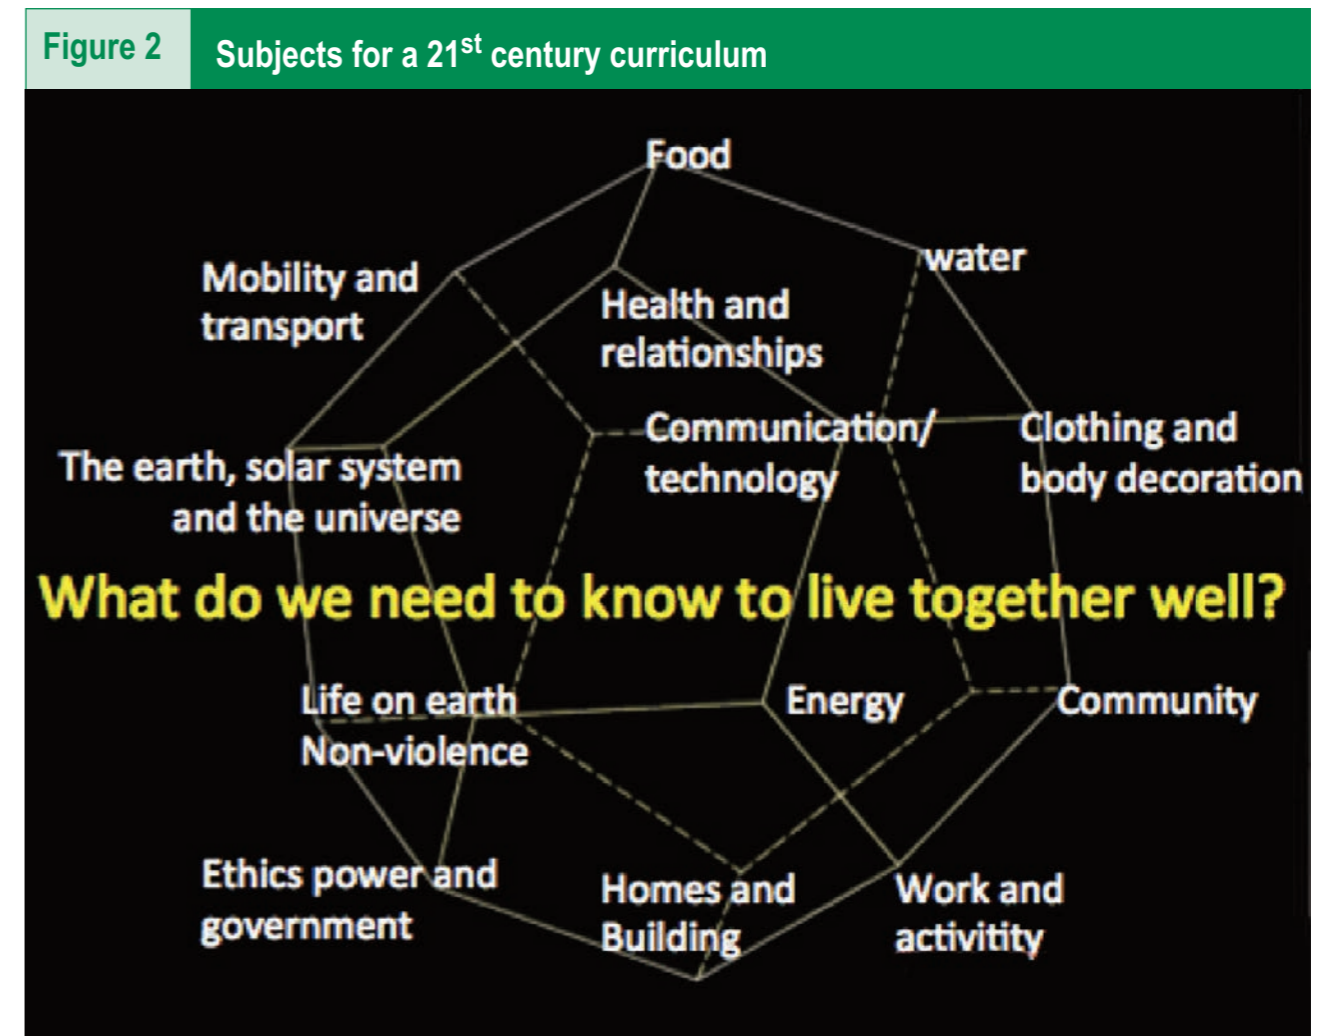 Figure 2
Subjects for a 21st century curriculum
Food
water
Mobility and
transport
Health and
relationships
Communication/
technology
Clothing and
body decoration
The earth, solar system
and the universe
What do we need to know to live together well?
Life on earth
Non-violence
Energy
Community
Ethics power and
government
Homes and
Building
Work and
activitity